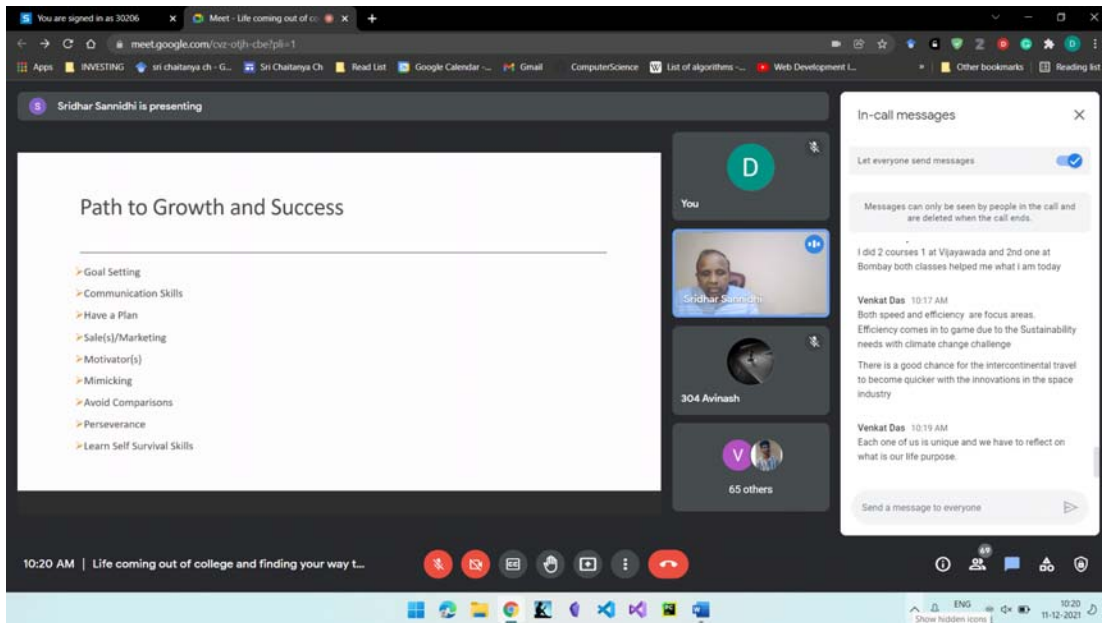 You are signed in as 30206
Meet - Life coming out of co
meet.google.com/cvz-otjh-cbe?pli=1
Apps INVESTING sri chaitanya ch - G... Sri Chaitanya Ch Read List Google Calendar -... Gmail ComputerScience List of algorithms -... Web Development L... Other bookmarks Reading list
S Sridhar Sannidhi is presenting
Path to Growth and Success
Goal Setting
Communication Skills
Have a Plan
Sale(s)/Marketing
Motivator(s)
Mimicking
Avoid Comparisons
Perseverance
Learn Self Survival Skills
D
You
Sridhar Sannidhi
304 Avinash
V
65 others
In-call messages
Let everyone send messages
Messages can only be seen by people in the call and
are deleted when the call ends.
I did 2 courses 1 at Vijayawada and 2nd one at
Bombay both classes helped me what i am today
Venkat Das 10:17 AM
Both speed and efficiency are focus areas.
Efficiency comes in to game due to the Sustainability
needs with climate change challenge
There is a good chance for the intercontinental travel
to become quicker with the innovations in the space
industry
Venkat Das 10:19 AM
Each one of us is unique and we have to reflect on
what is our life purpose.
Send a message to everyone
10:20 AM | Life coming out of college and finding your way t...
69
ENG
10:20
11-12-2021
Show hidden icons